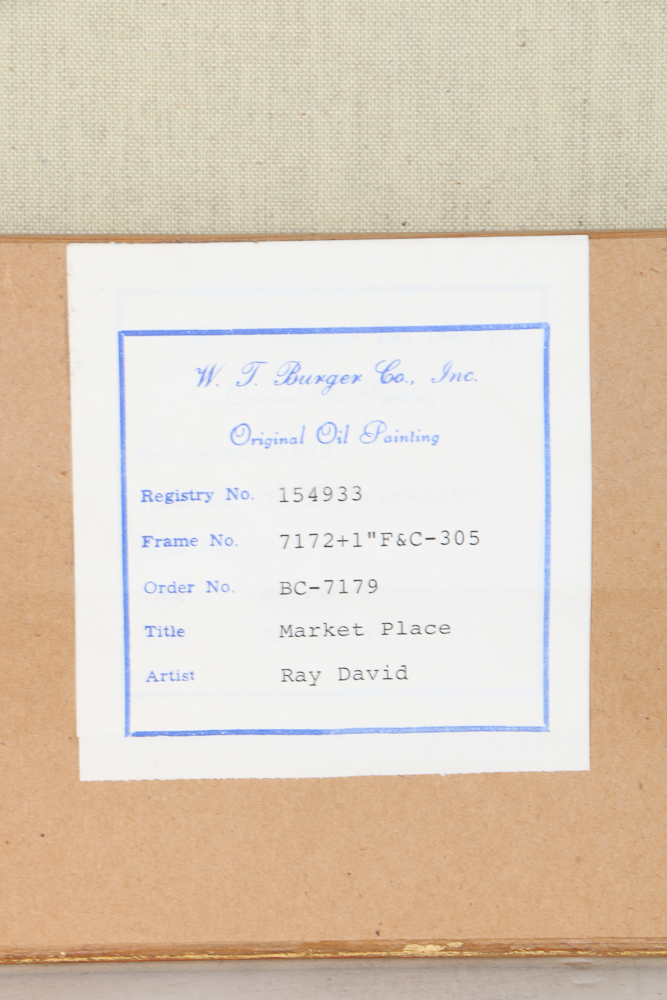 W. T. Burger Co., Inc.
Original Oil Painting
Registry No. 154933
Frame No. 7172+1"F&C-305
Order No. BC-7179
Title Market Place
Artist Ray David